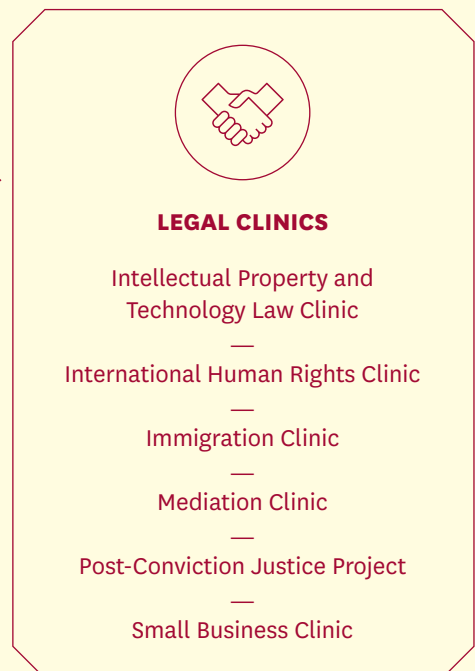 LEGAL CLINICS
Intellectual Property and
Technology Law Clinic
—
International Human Rights Clinic
—
Immigration Clinic
—
Mediation Clinic
—
Post-Conviction Justice Project
—
Small Business Clinic